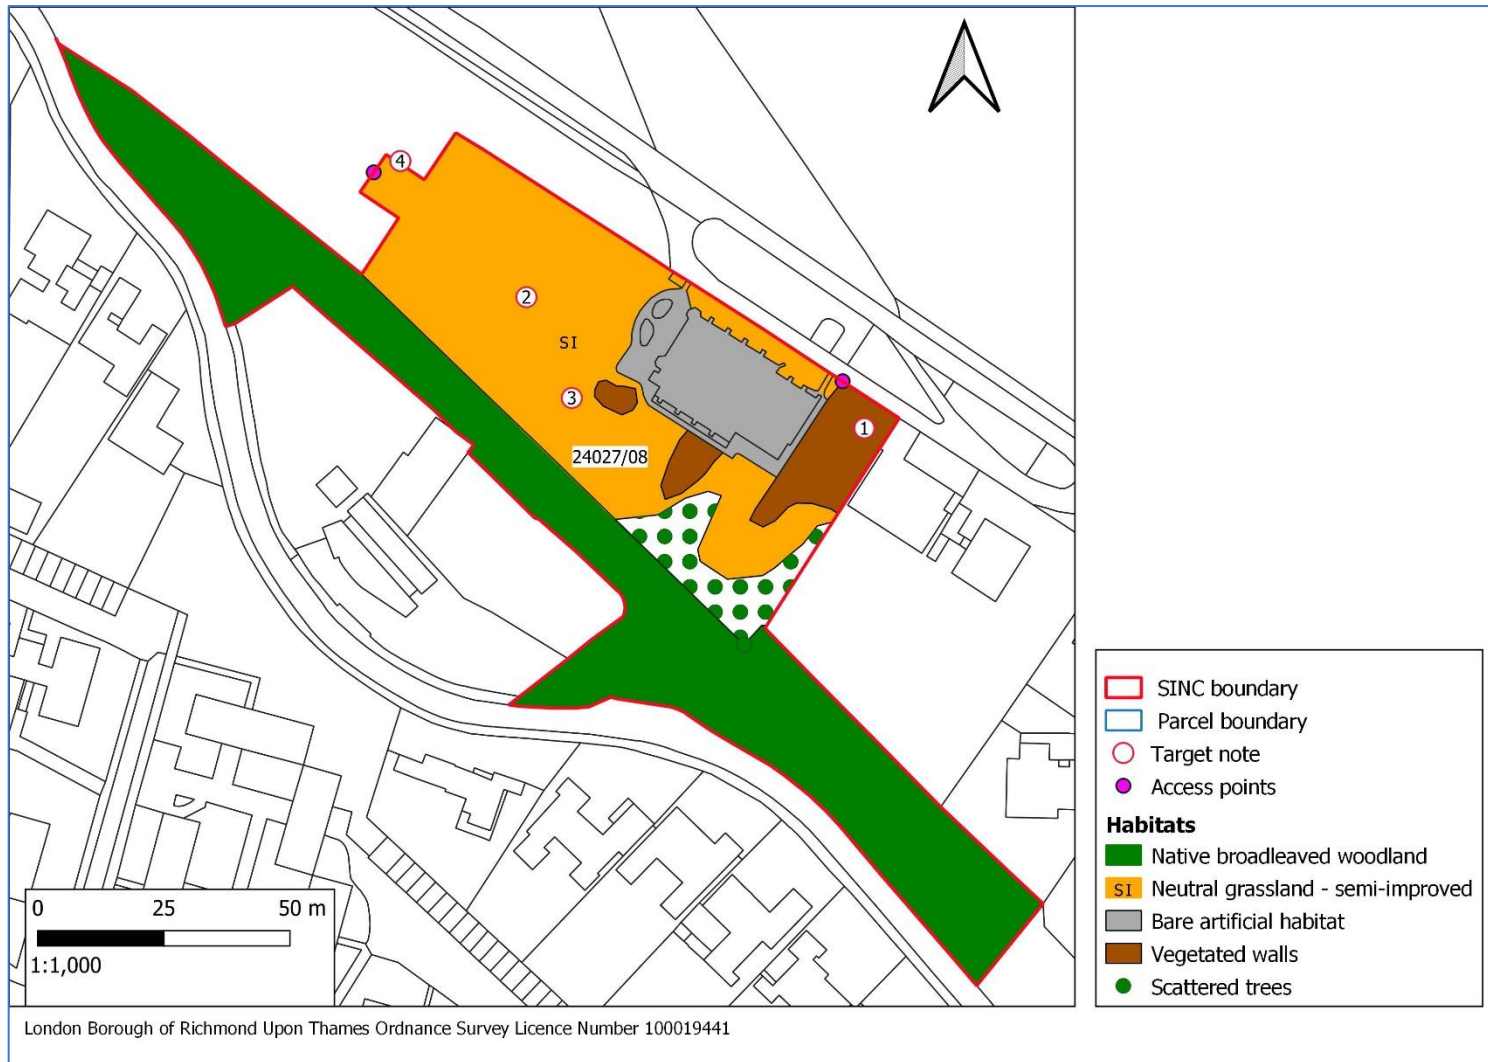 4
2
SI
3
1
24027/08
0 25 50 m
1:1,000
SINC boundary
Parcel boundary
Target note
Access points
Habitats
Native broadleaved woodland
SI Neutral grassland - semi-improved
Bare artificial habitat
Vegetated walls
Scattered trees
London Borough of Richmond Upon Thames Ordnance Survey Licence Number 100019441